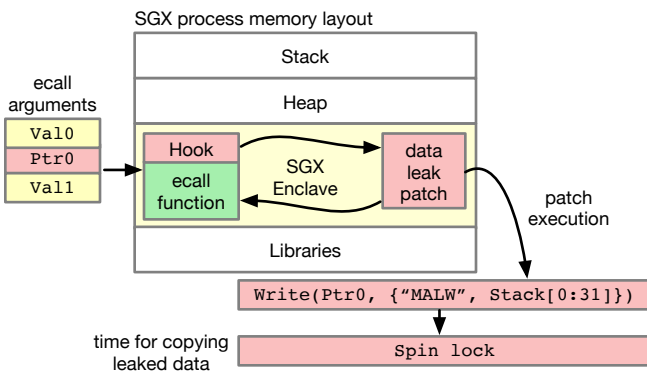 SGX process memory layout
Stack
Heap
ecall
arguments
Val0
Ptr0
Val1
Hook
ecall
function
SGX
Enclave
data
leak
patch
Libraries
patch
execution
Write(Ptr0, {“MALW”, Stack[0:31]})
time for copying
leaked data
Spin lock